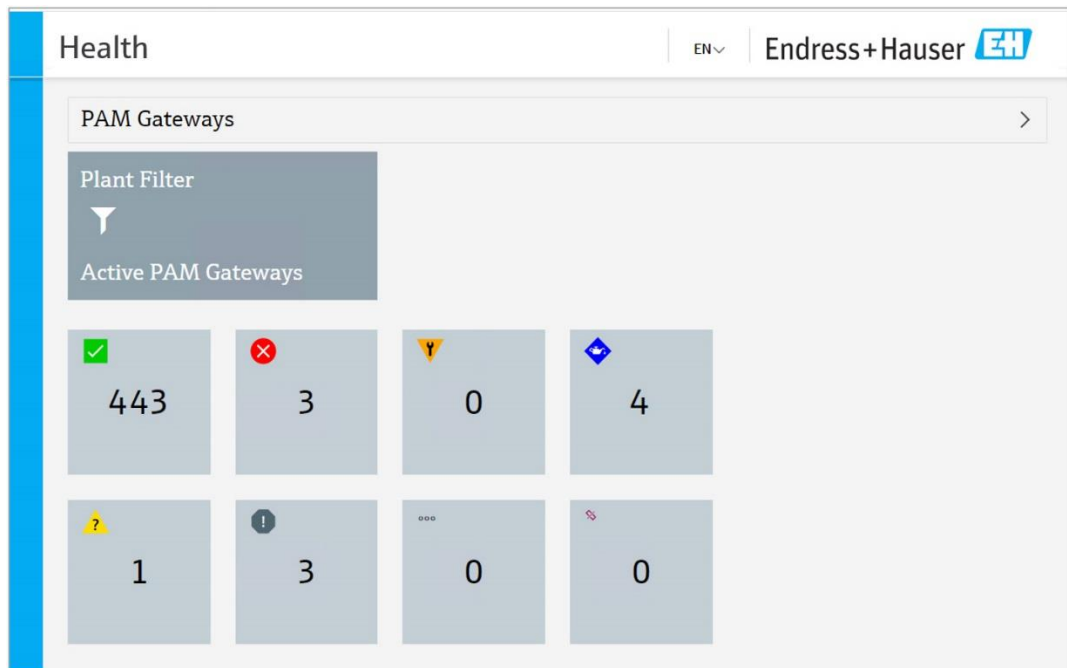 Health
EN
Endress+Hauser EH
PAM Gateways
Plant Filter
Active PAM Gateways
443
3
0
4
?
1
!
3
0
0